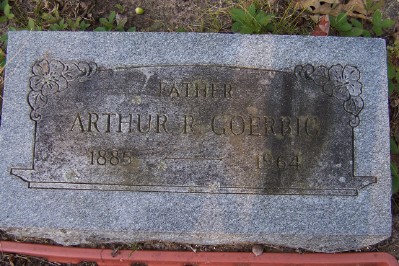 FATHER
ARTHUR R. GOERBIG
1885 — 1964